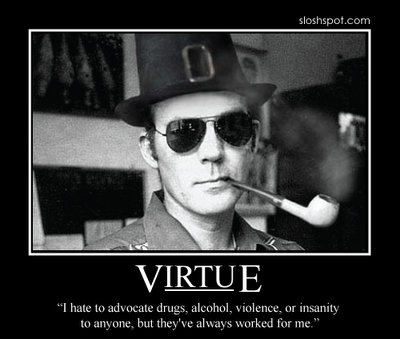 sloshspot.com
VIRTUE
“I hate to advocate drugs, alcohol, violence, or insanity
to anyone, but they've always worked for me.”